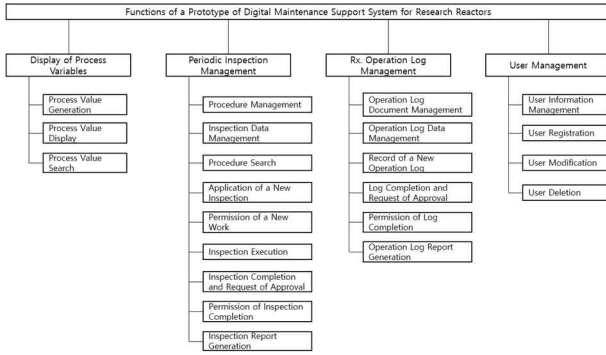 Functions of a Prototype of Digital Maintenance Support System for Research Reactors
Display of Process
Variables
Process Value
Generation
Process Value
Display
Process Value
Search
Periodic Inspection
Management
Procedure Management
Inspection Data
Management
Procedure Search
Application of a New
Inspection
Permission of a New
Work
Inspection Execution
Inspection Completion
and Request of Approval
Permission of Inspection
Completion
Inspection Report
Generation
Rx. Operation Log
Management
Operation Log
Document Management
Operation Log Data
Management
Record of a New
Operation Log
Log Completion and
Request of Approval
Permission of Log
Completion
Operation Log Report
Generation
User Management
User Information
Management
User Registration
User Modification
User Deletion